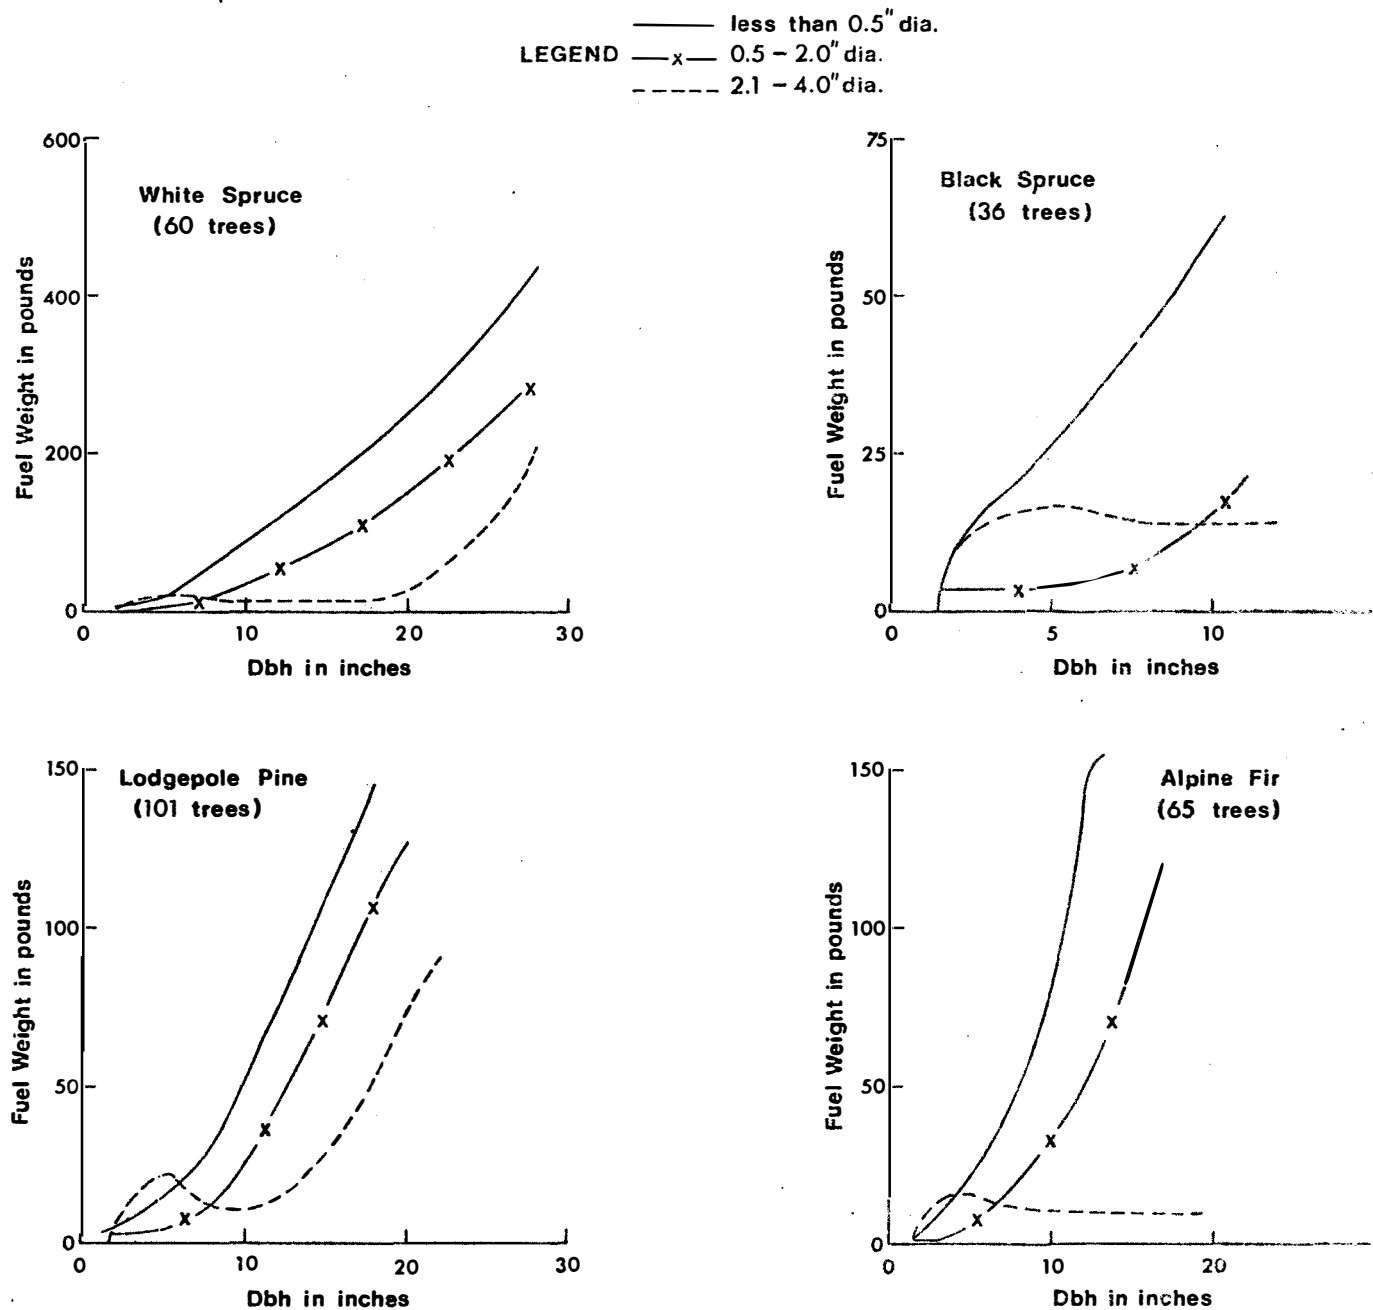 less than 0.5" dia.
LEGEND —x— 0.5 – 2.0" dia.
2.1 – 4.0" dia.
600
400
200
0
Fuel Weight in pounds
White Spruce
(60 trees)
0 10 20 30
Dbh in inches
75
50
25
0
Fuel Weight in pounds
Black Spruce
(36 trees)
0 5 10
Dbh in inches
150
100
50
0
Fuel Weight in pounds
Lodgepole Pine
(101 trees)
0 10 20 30
Dbh in inches
150
100
50
0
Fuel Weight in pounds
Alpine Fir
(65 trees)
0 10 20
Dbh in inches